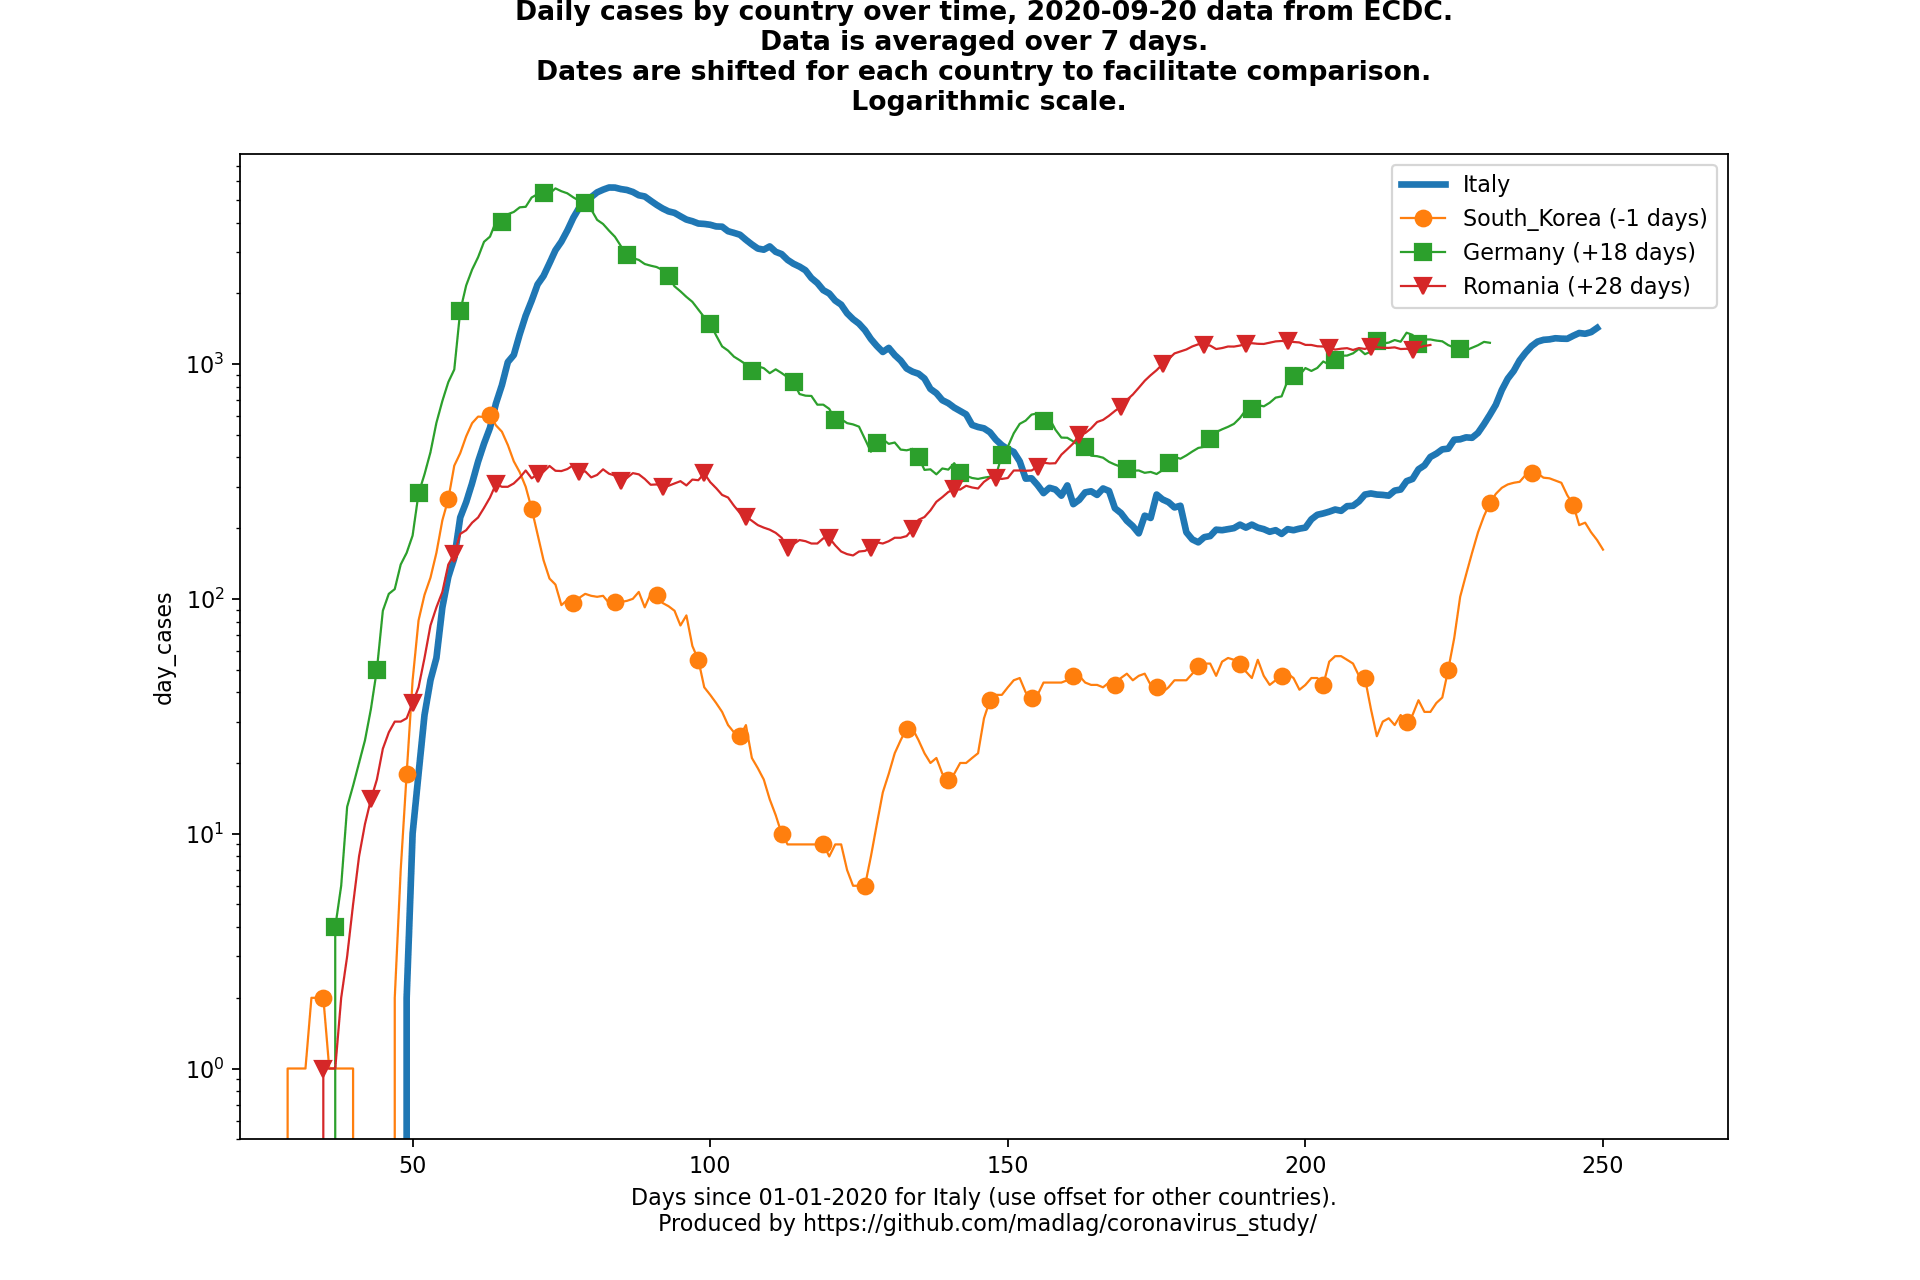 Daily cases by country over time, 2020-09-20 data from ECDC.
Data is averaged over 7 days.
Dates are shifted for each country to facilitate comparison.
Logarithmic scale.
Italy
South_Korea (-1 days)
Germany (+18 days)
Romania (+28 days)
day_cases
10³
10²
10¹
10⁰
50 100 150 200 250
Days since 01-01-2020 for Italy (use offset for other countries).
Produced by https://github.com/madlag/coronavirus_study/